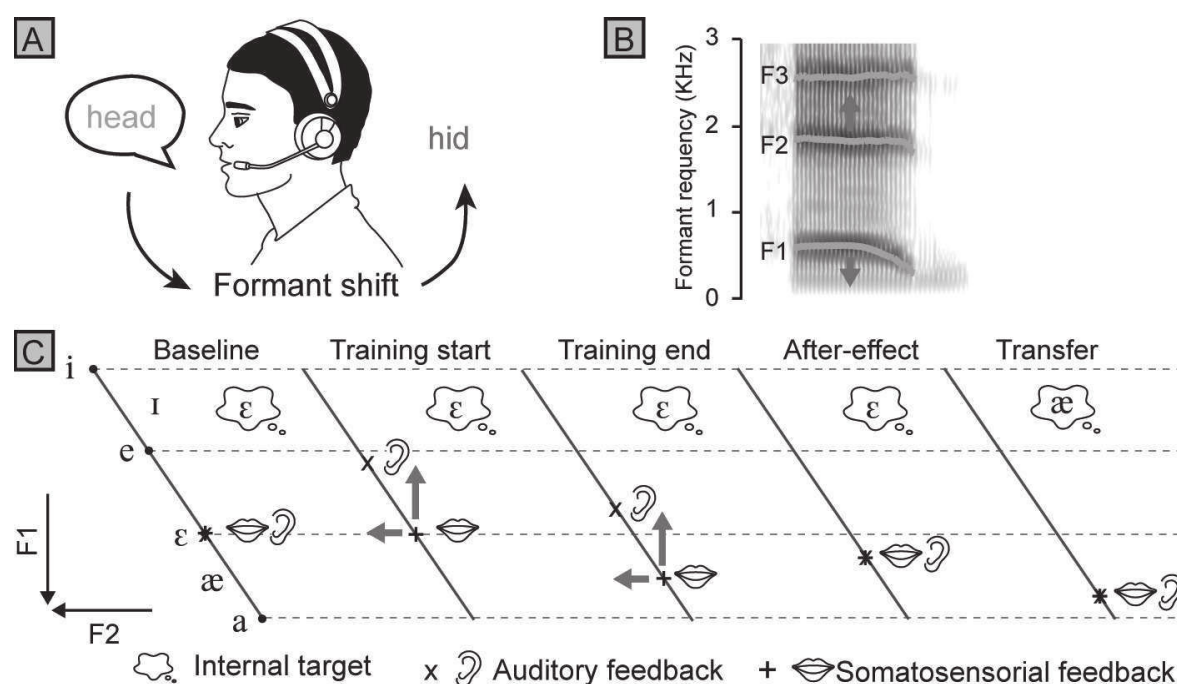 A
head
hid
Formant shift
B
Formant requency (KHz)
3
2
1
0
F3
F2
F1
C
Baseline Training start Training end After-effect Transfer
i
ɪ ɛ ɛ ɛ ɛ æ
e
ɛ
æ
a
F1
F2
Internal target x Auditory feedback + Somatosensorial feedback